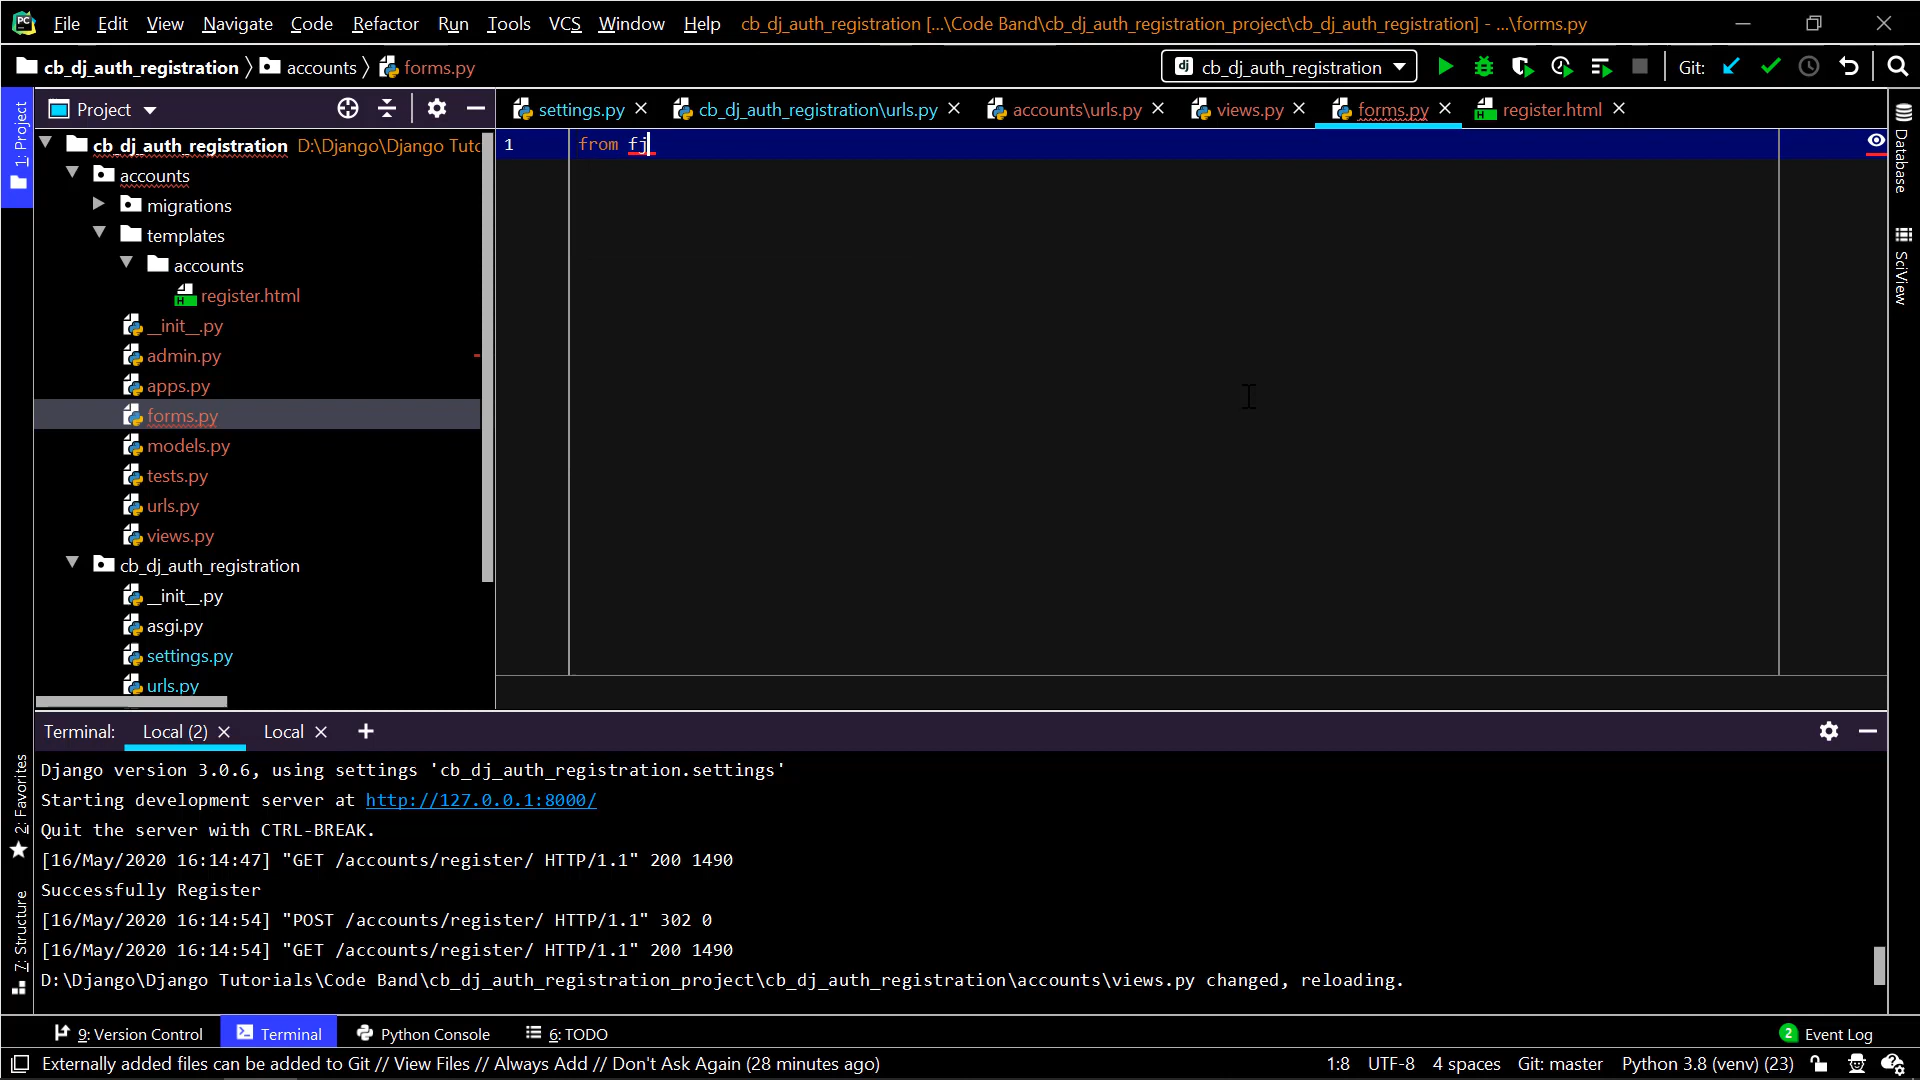 File Edit View Navigate Code Refactor Run Tools VCS Window Help cb_dj_auth_registration [...\Code Band\cb_dj_auth_registration_project\cb_dj_auth_registration] - ...\forms.py
cb_dj_auth_registration accounts forms.py cb_dj_auth_registration Git:
Project settings.py cb_dj_auth_registration\urls.py accounts\urls.py views.py forms.py register.html
1: Project
cb_dj_auth_registration D:\Django\Django Tuto
1 from fj
accounts
migrations
templates
accounts
register.html
__init__.py
admin.py
apps.py
forms.py
models.py
tests.py
urls.py
views.py
cb_dj_auth_registration
__init__.py
asgi.py
settings.py
urls.py
Database
SciView
Terminal: Local (2) Local
Django version 3.0.6, using settings 'cb_dj_auth_registration.settings'
Starting development server at http://127.0.0.1:8000/
Quit the server with CTRL-BREAK.
[16/May/2020 16:14:47] "GET /accounts/register/ HTTP/1.1" 200 1490
Successfully Register
[16/May/2020 16:14:54] "POST /accounts/register/ HTTP/1.1" 302 0
[16/May/2020 16:14:54] "GET /accounts/register/ HTTP/1.1" 200 1490
D:\Django\Django Tutorials\Code Band\cb_dj_auth_registration_project\cb_dj_auth_registration\accounts\views.py changed, reloading.
2: Favorites
7: Structure
9: Version Control Terminal Python Console 6: TODO 2 Event Log
Externally added files can be added to Git // View Files // Always Add // Don't Ask Again (28 minutes ago) 1:8 UTF-8 4 spaces Git: master Python 3.8 (venv) (23)